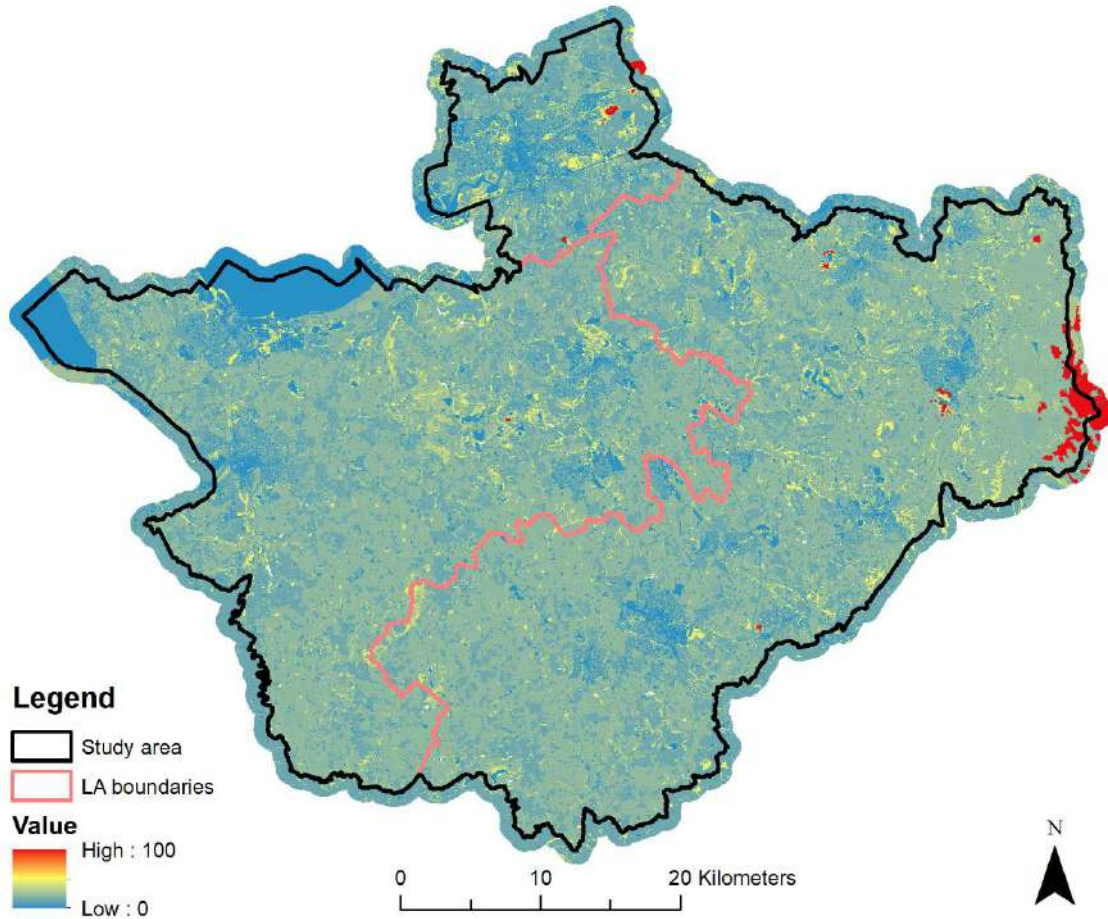 Legend
Study area
LA boundaries
Value
High : 100
Low : 0
0 10 20 Kilometers
N